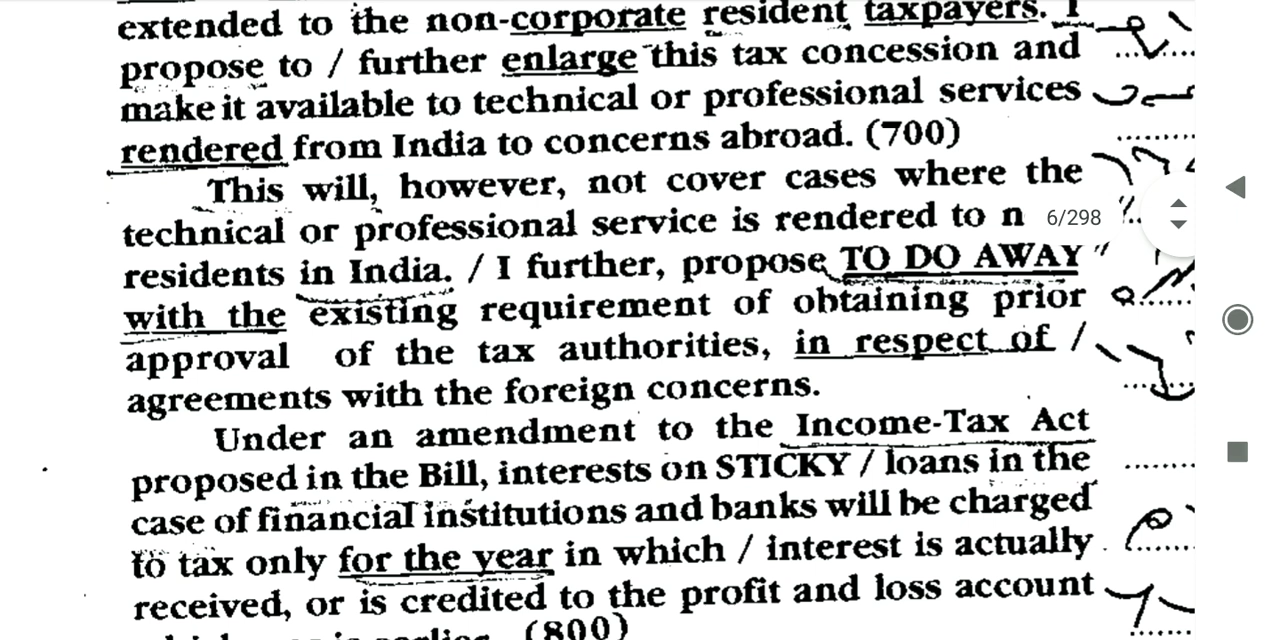 extended to the non-corporate resident taxpayers. I
propose to / further enlarge this tax concession and
make it available to technical or professional services
rendered from India to concerns abroad. (700)
This will, however, not cover cases where the
technical or professional service is rendered to n
6/298
residents in India. / I further, propose TO DO AWAY
with the existing requirement of obtaining prior
approval of the tax authorities, in respect of /
agreements with the foreign concerns.
Under an amendment to the Income-Tax Act
proposed in the Bill, interests on STICKY / loans in the
case of financial institutions and banks will be charged
to tax only for the year in which / interest is actually
received, or is credited to the profit and loss account
(800)